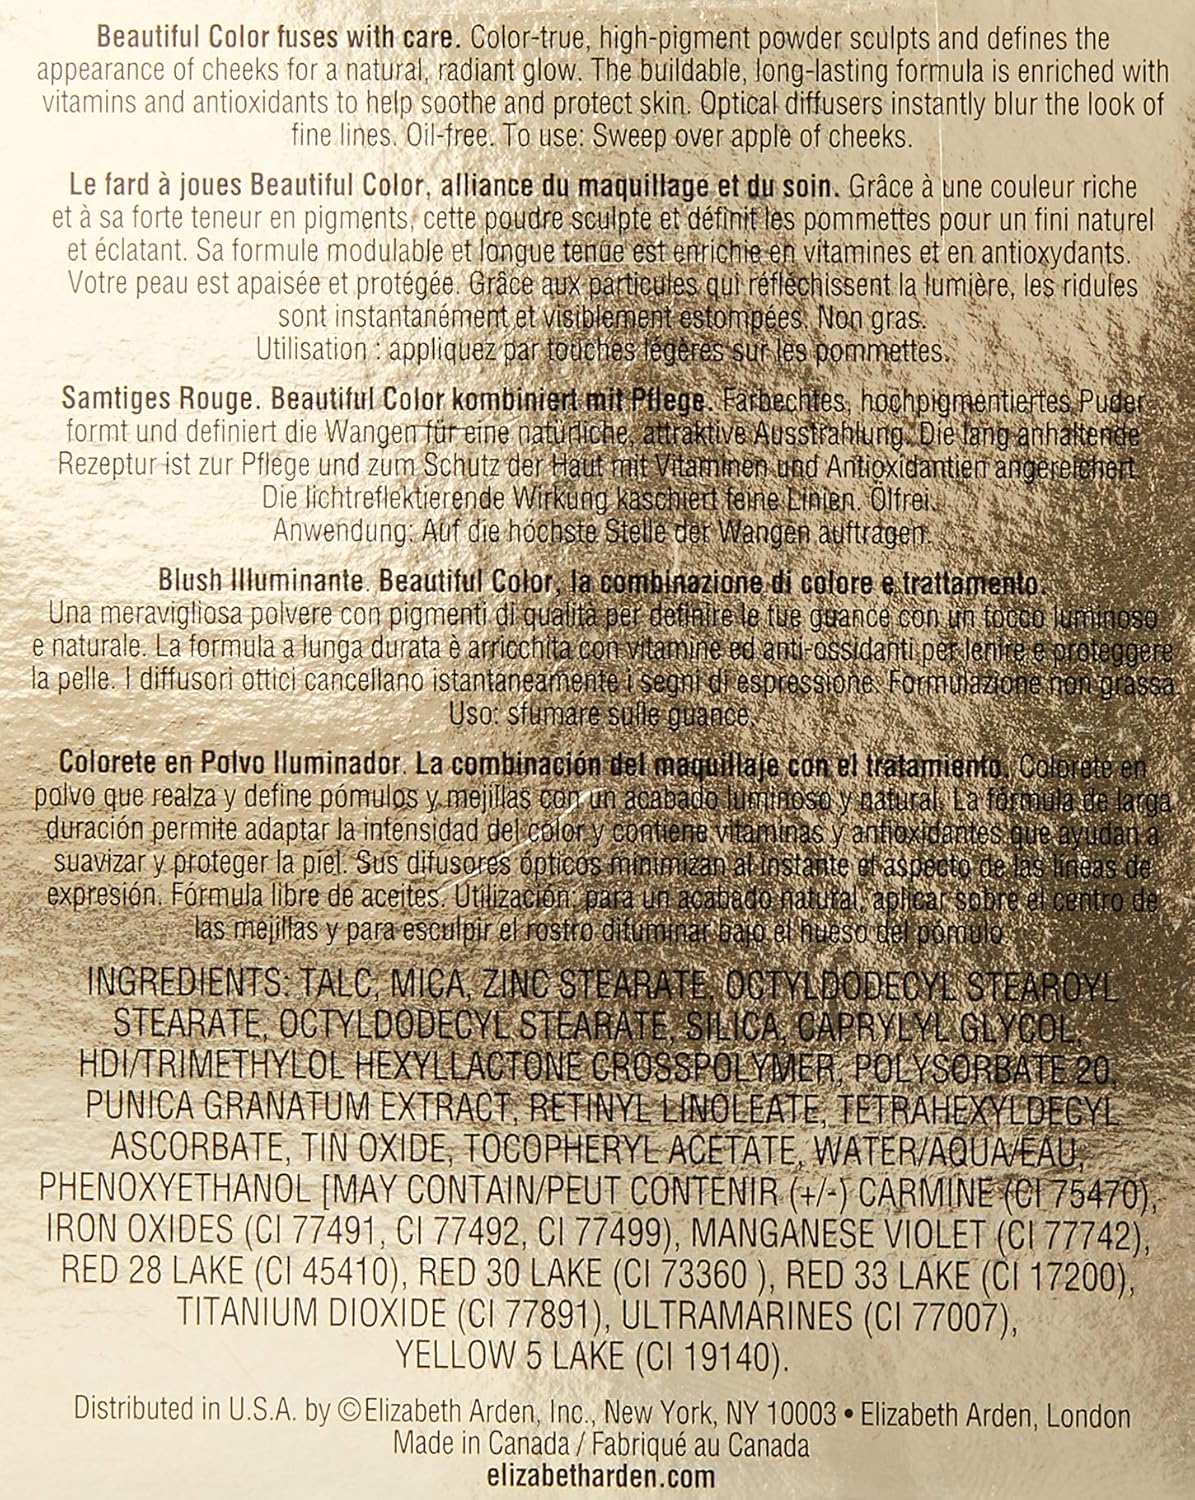 Beautiful Color fuses with care. Color-true, high-pigment powder sculpts and defines the
appearance of cheeks for a natural, radiant glow. The buildable, long-lasting formula is enriched with
vitamins and antioxidants to help soothe and protect skin. Optical diffusers instantly blur the look of
fine lines. Oil-free. To use: Sweep over apple of cheeks.
Le fard à joues Beautiful Color, alliance du maquillage et du soin. Grâce à une couleur riche
et à sa forte teneur en pigments, cette poudre sculpte et définit les pommettes pour un fini naturel
et éclatant. Sa formule modulable et longue tenue est enrichie en vitamines et en antioxydants.
Votre peau est apaisée et protégée. Grâce aux particules qui réfléchissent la lumière, les ridules
sont instantanément et visiblement estompées. Non gras.
Utilisation : appliquez par touches légères sur les pommettes.
Samtiges Rouge. Beautiful Color kombiniert mit Pflege. Farbechtes, hochpigmentiertes Puder
formt und definiert die Wangen für eine natürliche, attraktive Ausstrahlung. Die lang anhaltende
Rezeptur ist zur Pflege und zum Schutz der Haut mit Vitaminen und Antioxidantien angereichert.
Die lichtreflektierende Wirkung kaschiert feine Linien. Ölfrei.
Anwendung: Auf die höchste Stelle der Wangen auftragen.
Blush Illuminante. Beautiful Color, la combinazione di colore e trattamento.
Una meravigliosa polvere con pigmenti di qualità per definire le tue guance con un tocco luminoso
e naturale. La formula a lunga durata è arricchita con vitamine ed anti-ossidanti per lenire e proteggere
la pelle. I diffusori ottici cancellano istantaneamente i segni di espressione. Formulazione non grassa.
Uso: sfumare sulle guance.
Colorete en Polvo Iluminador. La combinación del maquillaje con el tratamiento. Colorete en
polvo que realza y define pómulos y mejillas con un acabado luminoso y natural. La fórmula de larga
duración permite adaptar la intensidad del color y contiene vitaminas y antioxidantes que ayudan a
suavizar y proteger la piel. Sus difusores ópticos minimizan al instante el aspecto de las líneas de
expresión. Fórmula libre de aceites. Utilización: para un acabado natural, aplicar sobre el centro de
las mejillas y para esculpir el rostro difuminar bajo el hueso del pómulo.
INGREDIENTS: TALC, MICA, ZINC STEARATE, OCTYLDODECYL STEAROYL
STEARATE, OCTYLDODECYL STEARATE, SILICA, CAPRYLYL GLYCOL,
HDI/TRIMETHYLOL HEXYLLACTONE CROSSPOLYMER, POLYSORBATE 20,
PUNICA GRANATUM EXTRACT, RETINYL LINOLEATE, TETRAHEXYLDECYL
ASCORBATE, TIN OXIDE, TOCOPHERYL ACETATE, WATER/AQUA/EAU,
PHENOXYETHANOL [MAY CONTAIN/PEUT CONTENIR (+/-) CARMINE (CI 75470),
IRON OXIDES (CI 77491, CI 77492, CI 77499), MANGANESE VIOLET (CI 77742),
RED 28 LAKE (CI 45410), RED 30 LAKE (CI 73360 ), RED 33 LAKE (CI 17200),
TITANIUM DIOXIDE (CI 77891), ULTRAMARINES (CI 77007),
YELLOW 5 LAKE (CI 19140).
Distributed in U.S.A. by ©Elizabeth Arden, Inc., New York, NY 10003 • Elizabeth Arden, London
Made in Canada / Fabriqué au Canada
elizabetharden.com